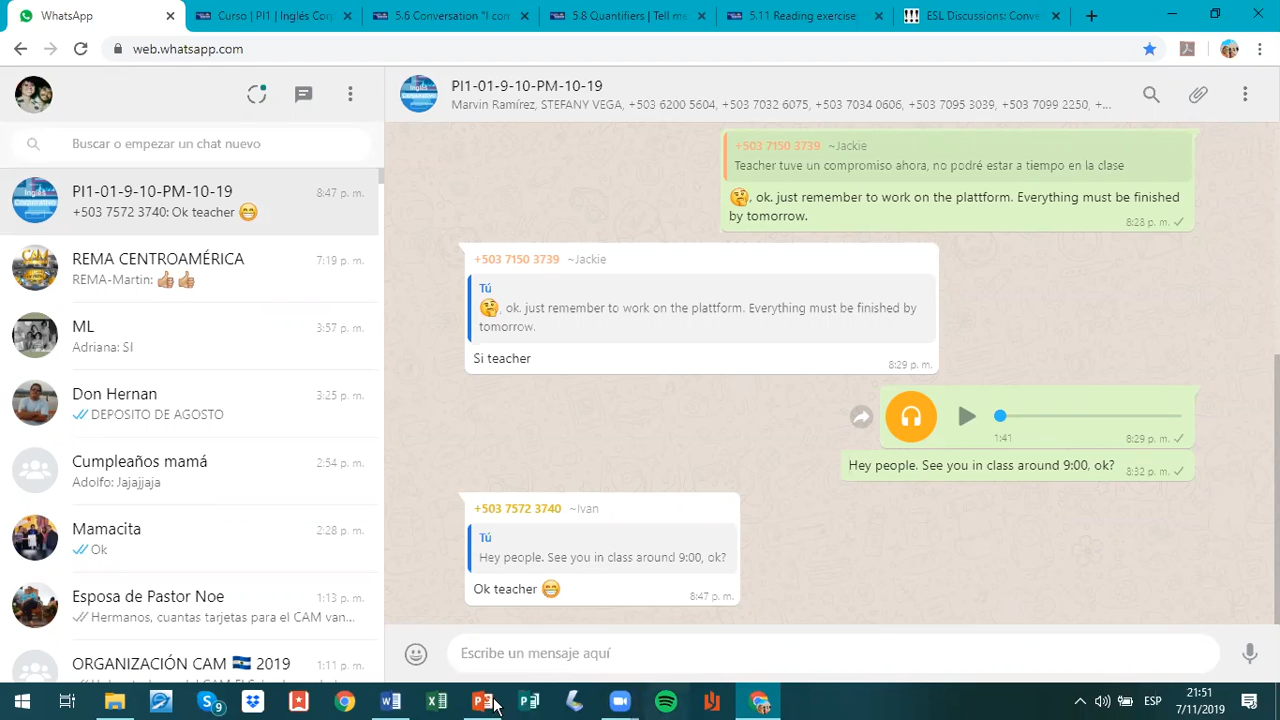 WhatsApp
Curso | PI1 | Inglés Cor
5.6 Conversation "I con
5.8 Quantifiers | Tell me
5.11 Reading exercise:
ESL Discussions: Conve
web.whatsapp.com
Buscar o empezar un chat nuevo
PI1-01-9-10-PM-10-19
8:47 p. m.
+503 7572 3740: Ok teacher 😁
REMA CENTROAMÉRICA
7:19 p. m.
REMA-Martin: 👍👍
ML
3:57 p. m.
Adriana: SI
Don Hernan
3:25 p. m.
DEPOSITO DE AGOSTO
Cumpleaños mamá
2:54 p. m.
Adolfo: Jajajjaja
Mamacita
2:28 p. m.
Ok
Esposa de Pastor Noe
1:13 p. m.
Hermanos, cuantas tarjetas para el CAM van...
ORGANIZACIÓN CAM 🇸🇻 2019
1:11 p. m.
PI1-01-9-10-PM-10-19
Marvin Ramírez, STEFANY VEGA, +503 7032 6075, +503 7095 3039, +503 7099 2250, +...
+503 7150 3739 ~Jackie
Teacher tuve un compromiso ahora, no podré estar a tiempo en la clase
🤔, ok. just remember to work on the plattform. Everything must be finished
by tomorrow.
8:28 p. m.
+503 7150 3739 ~Jackie
Tú
🤔, ok. just remember to work on the plattform. Everything must be finished by
tomorrow.
Si teacher
8:29 p. m.
1:41
8:29 p. m.
Hey people. See you in class around 9:00, ok?
8:32 p. m.
+503 7572 3740 ~Ivan
Tú
Hey people. See you in class around 9:00, ok?
Ok teacher 😁
8:47 p. m.
Escribe un mensaje aquí
9
ESP
21:51
7/11/2019